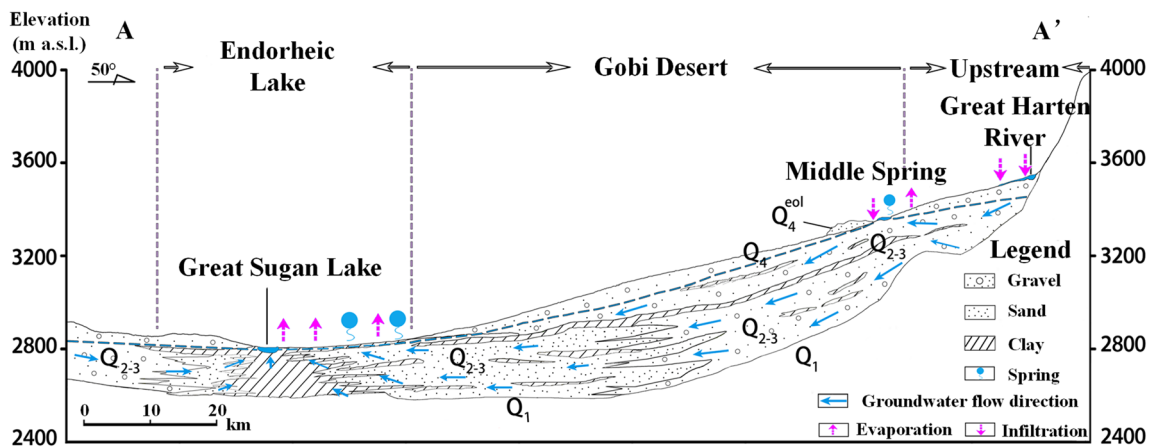 Elevation
(m a.s.l.)
A
A’
Endorheic
Lake
Gobi Desert
Upstream
4000
50°
4000
Great Harten
River
3600
3600
Middle Spring
Q4eol
Q4
Q2-3
3200
3200
Great Sugan Lake
Legend
Gravel
Sand
Q2-3
Clay
2800
2800
Q2-3
Q2-3
Q1
Spring
0 10 20
km
Q1
Groundwater flow direction
Evaporation
Infiltration
2400
2400